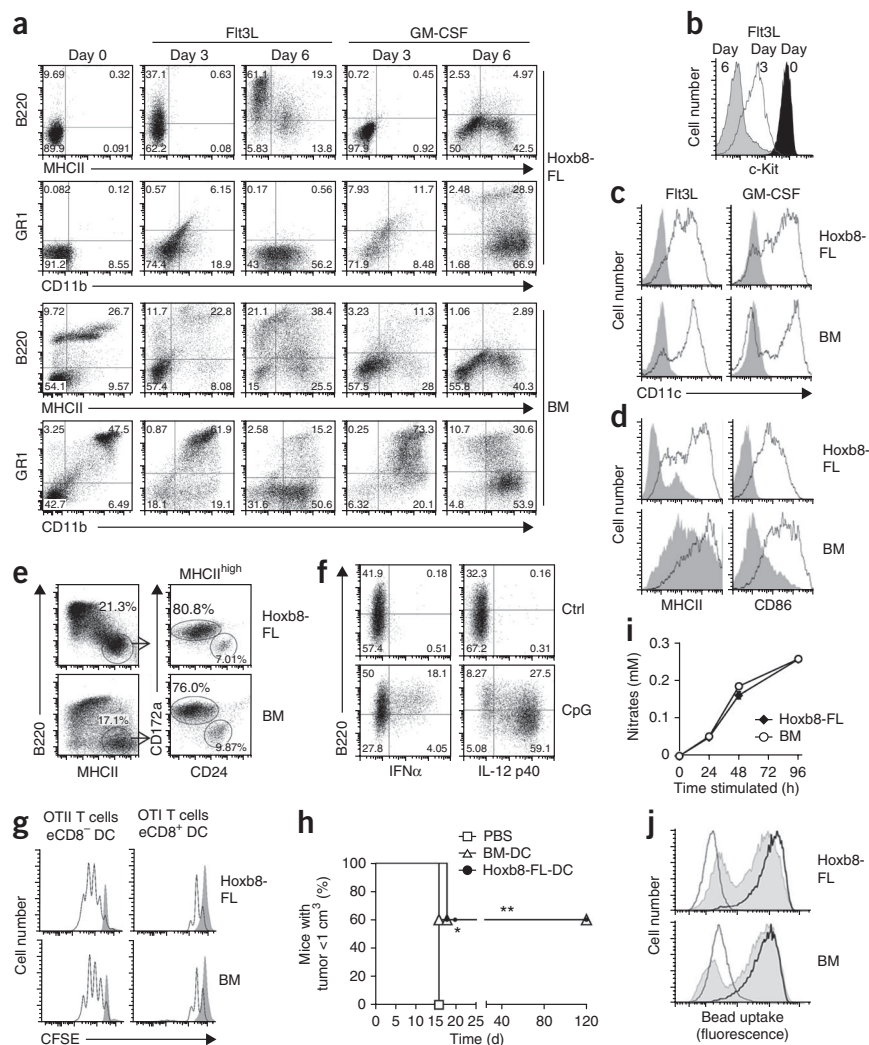 a
Flt3L
GM-CSF
Day 0
Day 3
Day 6
Day 3
Day 6
9.69 0.32
89.9 0.091
37.1 0.63
62.2 0.08
61.1 19.3
5.83 13.8
0.72 0.45
97.9 0.92
2.53 4.97
50 42.5
B220
MHCII
0.082 0.12
91.2 8.55
0.57 6.15
74.4 18.9
0.17 0.56
43 56.2
7.93 11.7
71.9 8.48
2.48 28.9
1.68 66.9
GR1
CD11b
Hoxb8-
FL
9.72 26.7
54.1 9.57
11.7 22.8
57.4 8.08
21.1 38.4
15 25.5
3.23 11.3
57.5 28
1.06 2.89
55.8 40.3
B220
MHCII
3.25 47.5
42.7 6.49
0.87 61.9
18.1 19.1
2.58 15.2
31.6 50.6
0.25 73.3
6.32 20.1
10.7 30.6
4.8 53.9
GR1
CD11b
BM
b
Flt3L
Day Day Day
6 3 0
Cell number
c-Kit
c
Flt3L
GM-CSF
Cell number
Hoxb8-
FL
Cell number
BM
CD11c
d
Cell number
Hoxb8-
FL
Cell number
BM
MHCII
CD86
e
MHCIIhigh
21.3%
80.8%
7.01%
Hoxb8-
FL
17.1%
76.0%
9.87%
BM
B220
CD172a
MHCII
CD24
f
41.9 0.18
57.4 0.51
32.3 0.16
67.2 0.31
Ctrl
50 18.1
27.8 4.05
8.27 27.5
5.08 59.1
CpG
B220
IFNα
IL-12 p40
g
OTII T cells
eCD8− DC
OTI T cells
eCD8+ DC
Hoxb8-
FL
BM
Cell number
CFSE
h
PBS
BM-DC
Hoxb8-FL-DC
Mice with
tumor <1 cm3 (%)
100
80
60
40
20
0
**
*
0 5 10 15 20 25 40 80 120
Time (d)
i
Nitrates (mM)
0.3
0.2
0.1
0
Hoxb8-FL
BM
0 24 48 72 96
Time stimulated (h)
j
Cell number
Hoxb8-
FL
Cell number
BM
Bead uptake
(fluorescence)